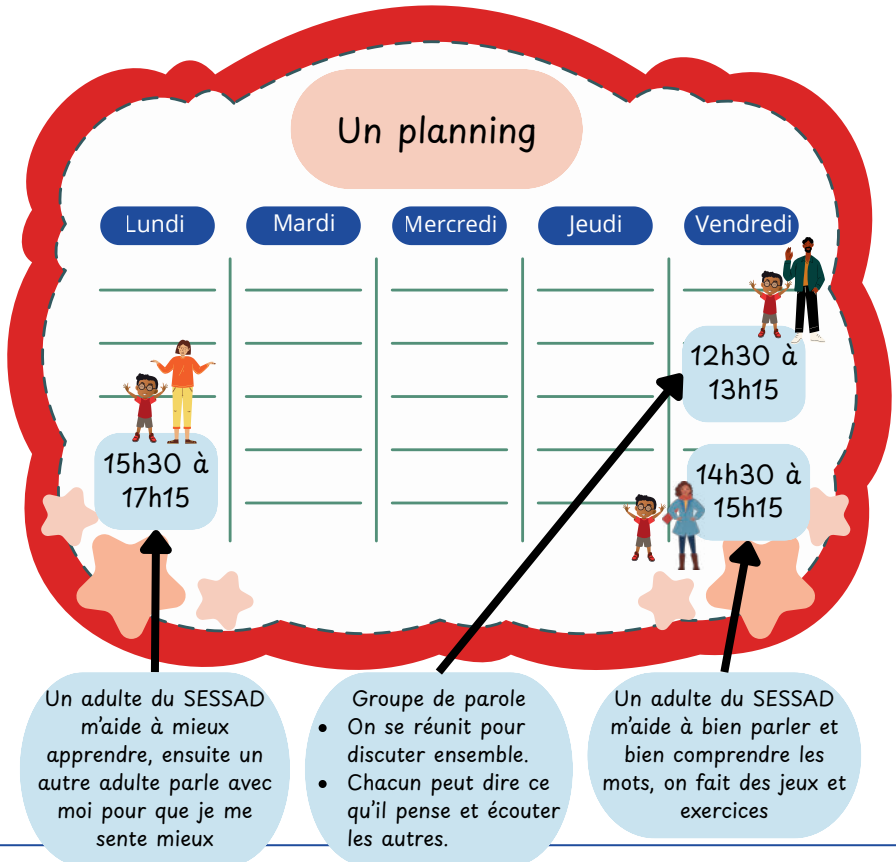 Un planning
Lundi
Mardi
Mercredi
Jeudi
Vendredi
12h30 à
13h15
15h30 à
17h15
14h30 à
15h15
Un adulte du SESSAD
m'aide à mieux
apprendre, ensuite un
autre adulte parle avec
moi pour que je me
sente mieux
Groupe de parole
• On se réunit pour
discuter ensemble.
• Chacun peut dire ce
qu'il pense et écouter
les autres.
Un adulte du SESSAD
m'aide à bien parler et
bien comprendre les
mots, on fait des jeux et
exercices